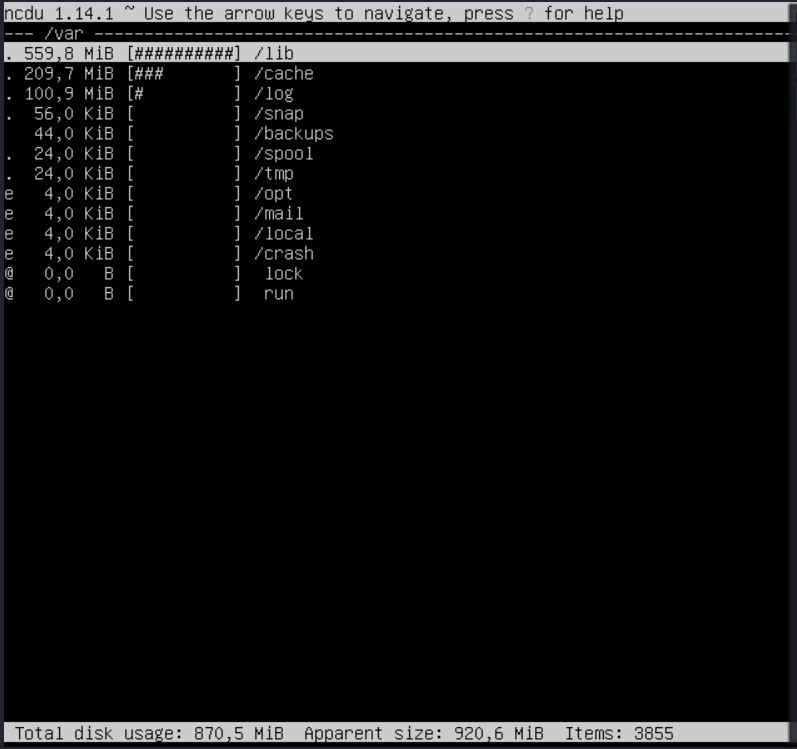 ncdu 1.14.1 ~ Use the arrow keys to navigate, press ? for help
--- /var ----------------------------------------------------------------------
. 559,8 MiB [##########] /lib
. 209,7 MiB [###       ] /cache
. 100,9 MiB [#         ] /log
.  56,0 KiB [          ] /snap
   44,0 KiB [          ] /backups
.  24,0 KiB [          ] /spool
.  24,0 KiB [          ] /tmp
e   4,0 KiB [          ] /opt
e   4,0 KiB [          ] /mail
e   4,0 KiB [          ] /local
e   4,0 KiB [          ] /crash
@   0,0   B [          ]  lock
@   0,0   B [          ]  run
Total disk usage: 870,5 MiB  Apparent size: 920,6 MiB  Items: 3855